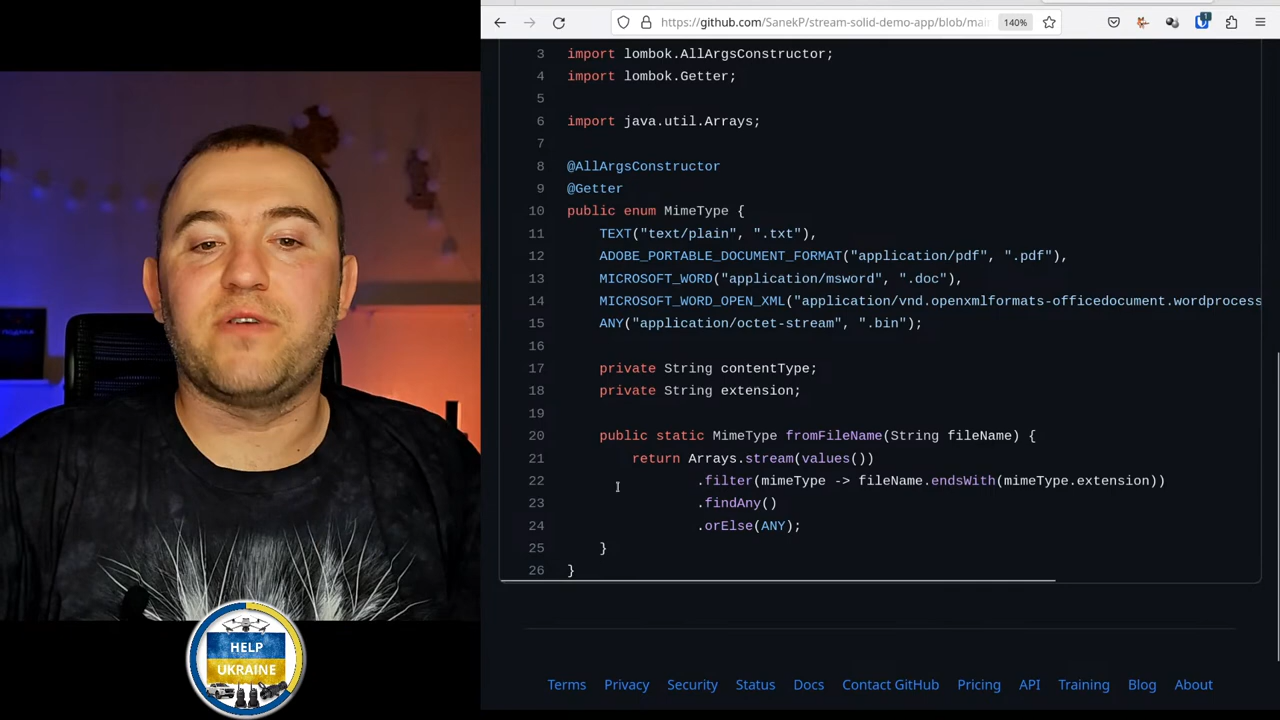 https://github.com/SanekP/stream-solid-demo-app/blob/mai
140%
1
3 import lombok.AllArgsConstructor;
4 import lombok.Getter;
5
6 import java.util.Arrays;
7
8 @AllArgsConstructor
9 @Getter
10 public enum MimeType {
11 TEXT("text/plain", ".txt"),
12 ADOBE_PORTABLE_DOCUMENT_FORMAT("application/pdf", ".pdf"),
13 MICROSOFT_WORD("application/msword", ".doc"),
14 MICROSOFT_WORD_OPEN_XML("application/vnd.openxmlformats-officedocument.wordprocess
15 ANY("application/octet-stream", ".bin");
16
17 private String contentType;
18 private String extension;
19
20 public static MimeType fromFileName(String fileName) {
21 return Arrays.stream(values())
22 .filter(mimeType -> fileName.endsWith(mimeType.extension))
23 .findAny()
24 .orElse(ANY);
25 }
26 }
Terms Privacy Security Status Docs Contact GitHub Pricing API Training Blog About
HELP
UKRAINE